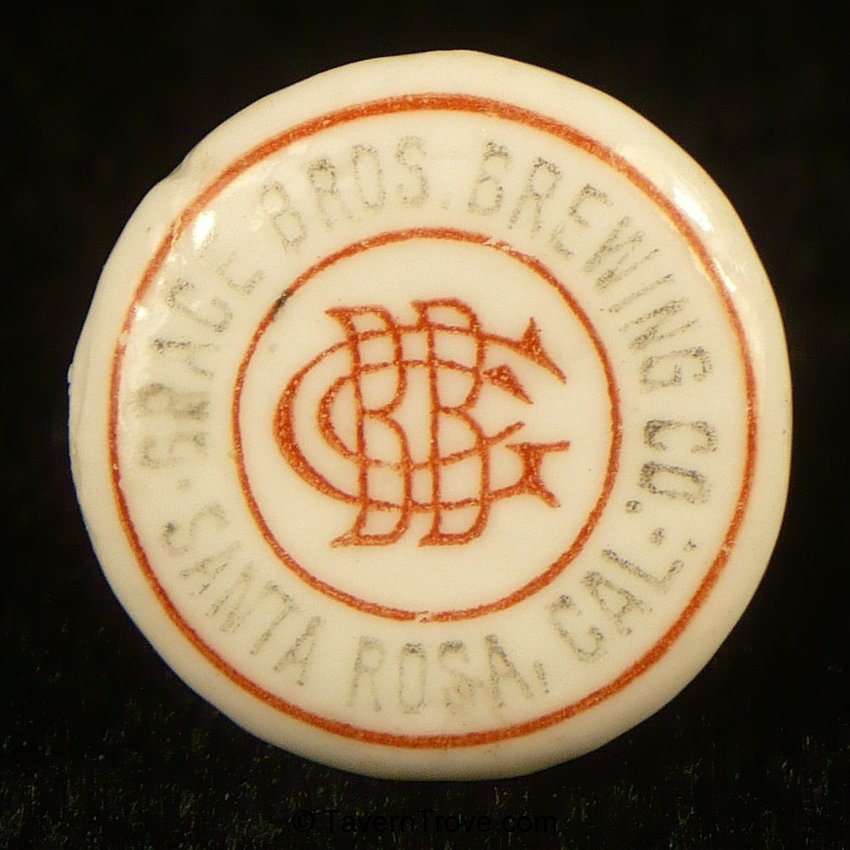 GRACE BROS. BREWING CO.
· SANTA ROSA, CAL. ·
GBB
© TavernTrove.com